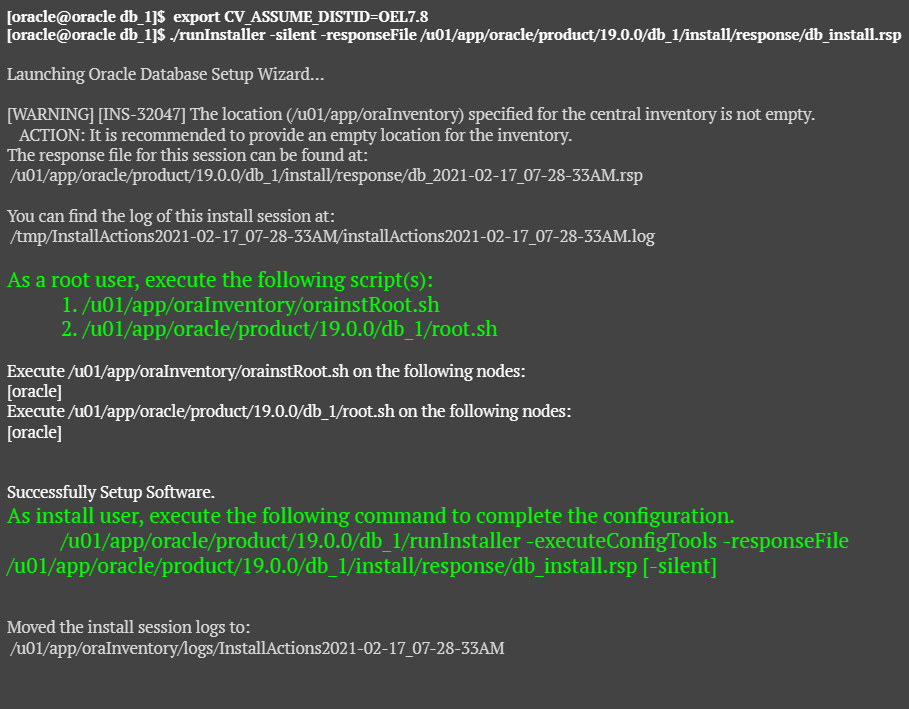 [oracle@oracle db_1]$  export CV_ASSUME_DISTID=OEL7.8
[oracle@oracle db_1]$ ./runInstaller -silent -responseFile /u01/app/oracle/product/19.0.0/db_1/install/response/db_install.rsp
Launching Oracle Database Setup Wizard...
[WARNING] [INS-32047] The location (/u01/app/oraInventory) specified for the central inventory is not empty.
ACTION: It is recommended to provide an empty location for the inventory.
The response file for this session can be found at:
/u01/app/oracle/product/19.0.0/db_1/install/response/db_2021-02-17_07-28-33AM.rsp
You can find the log of this install session at:
/tmp/InstallActions2021-02-17_07-28-33AM/installActions2021-02-17_07-28-33AM.log
As a root user, execute the following script(s):
1. /u01/app/oraInventory/orainstRoot.sh
2. /u01/app/oracle/product/19.0.0/db_1/root.sh
Execute /u01/app/oraInventory/orainstRoot.sh on the following nodes:
[oracle]
Execute /u01/app/oracle/product/19.0.0/db_1/root.sh on the following nodes:
[oracle]
Successfully Setup Software.
As install user, execute the following command to complete the configuration.
/u01/app/oracle/product/19.0.0/db_1/runInstaller -executeConfigTools -responseFile
/u01/app/oracle/product/19.0.0/db_1/install/response/db_install.rsp [-silent]
Moved the install session logs to:
/u01/app/oraInventory/logs/InstallActions2021-02-17_07-28-33AM